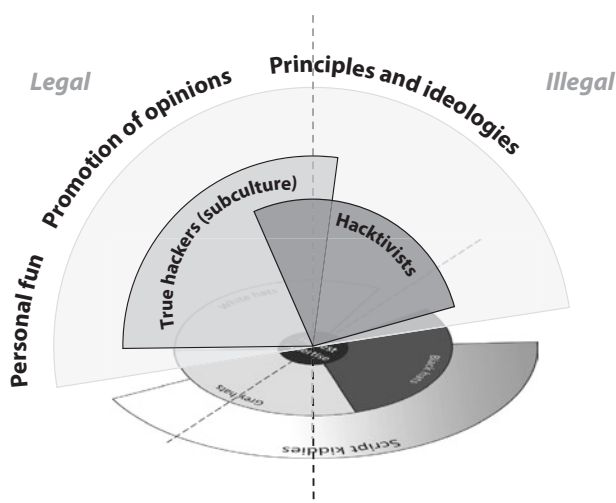 Legal
Illegal
Personal fun
Promotion of opinions
Principles and ideologies
True hackers (subculture)
Hacktivists
White hats
Black hats
Grey hats
Script kiddies